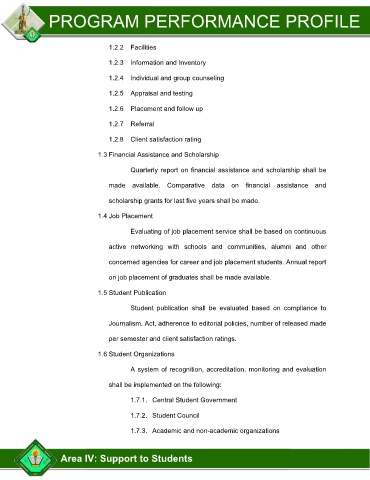 PROGRAM PERFORMANCE PROFILE
1.2.2 Facilities
1.2.3 Information and Inventory
1.2.4 Individual and group counseling
1.2.5 Appraisal and testing
1.2.6 Placement and follow up
1.2.7 Referral
1.2.8 Client satisfaction rating
1.3 Financial Assistance and Scholarship
Quarterly report on financial assistance and scholarship shall be
made available. Comparative data on financial assistance and
scholarship grants for last five years shall be made.
1.4 Job Placement
Evaluating of job placement service shall be based on continuous
active networking with schools and communities, alumni and other
concerned agencies for career and job placement students. Annual report
on job placement of graduates shall be made available.
1.5 Student Publication
Student publication shall be evaluated based on compliance to
Journalism, Act, adherence to editorial policies, number of released made
per semester and client satisfaction ratings.
1.6 Student Organizations
A system of recognition, accreditation, monitoring and evaluation
shall be implemented on the following:
1.7.1. Central Student Government
1.7.2. Student Council
1.7.3. Academic and non-academic organizations
Area IV: Support to Students